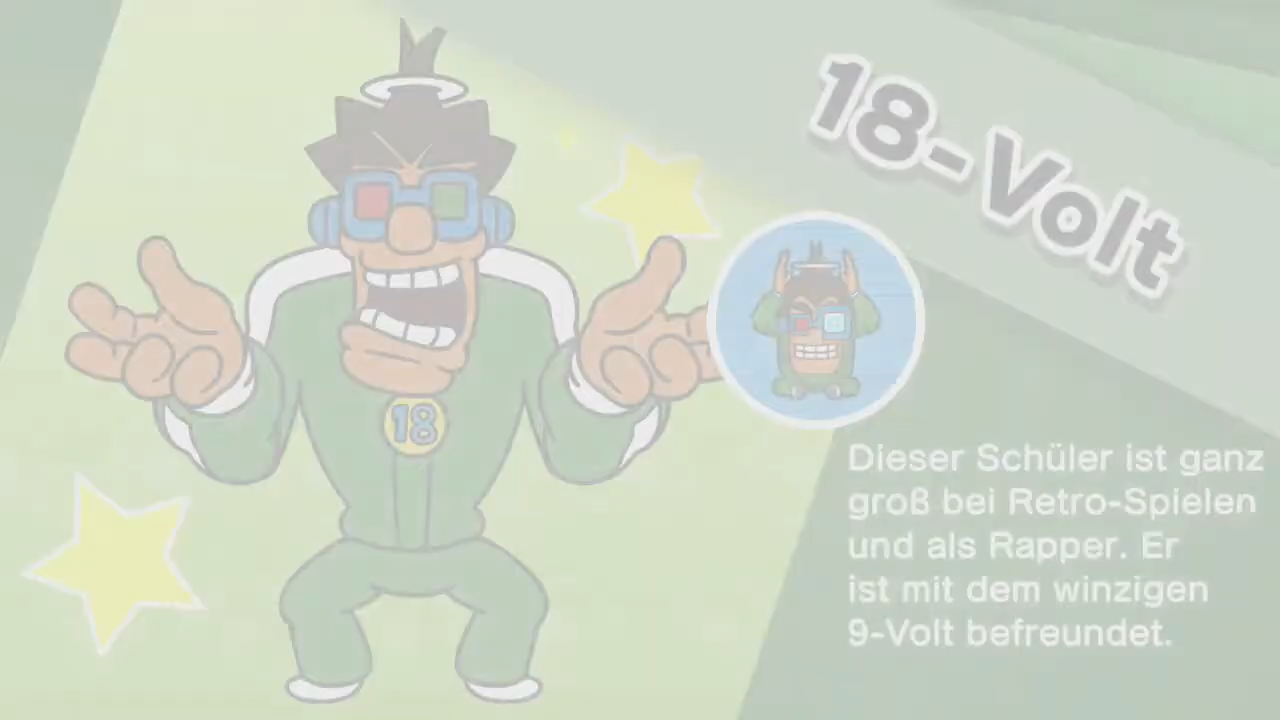 18-Volt
18
Dieser Schüler ist ganz
groß bei Retro-Spielen
und als Rapper. Er
ist mit dem winzigen
9-Volt befreundet.